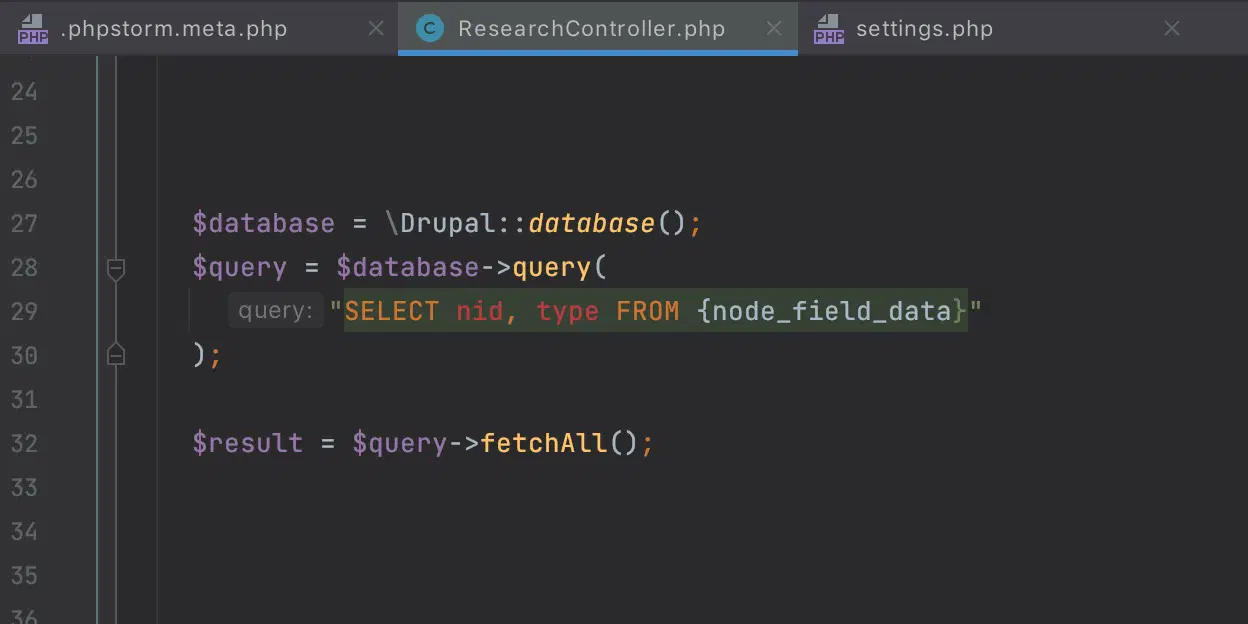 PHP .phpstorm.meta.php C ResearchController.php PHP settings.php
24
25
26
27 $database = \Drupal::database();
28 $query = $database->query(
29 query: "SELECT nid, type FROM {node_field_data}"
30 );
31
32 $result = $query->fetchAll();
33
34
35
36